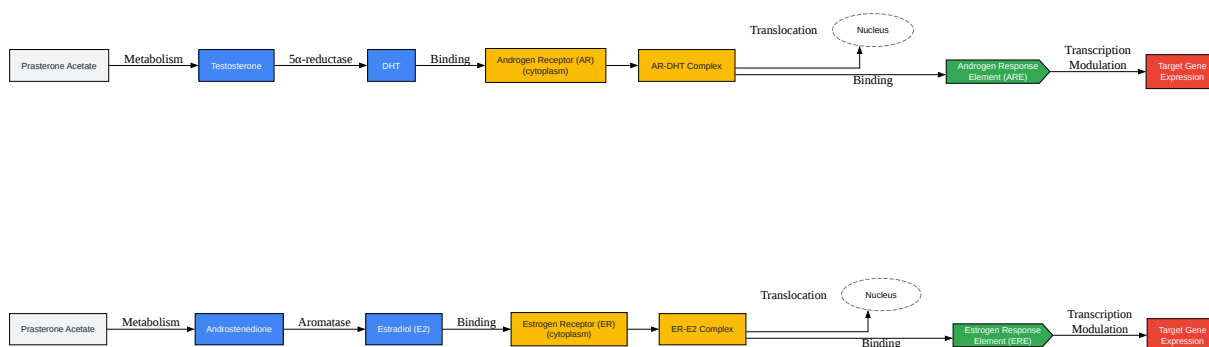 Translocation
Nucleus
Prasterone Acetate
Metabolism
Testosterone
5α-reductase
DHT
Binding
Androgen Receptor (AR)
(cytoplasm)
AR-DHT Complex
Binding
Androgen Response
Element (ARE)
Transcription
Modulation
Target Gene
Expression
Translocation
Nucleus
Prasterone Acetate
Metabolism
Androstenedione
Aromatase
Estradiol (E2)
Binding
Estrogen Receptor (ER)
(cytoplasm)
ER-E2 Complex
Binding
Estrogen Response
Element (ERE)
Transcription
Modulation
Target Gene
Expression